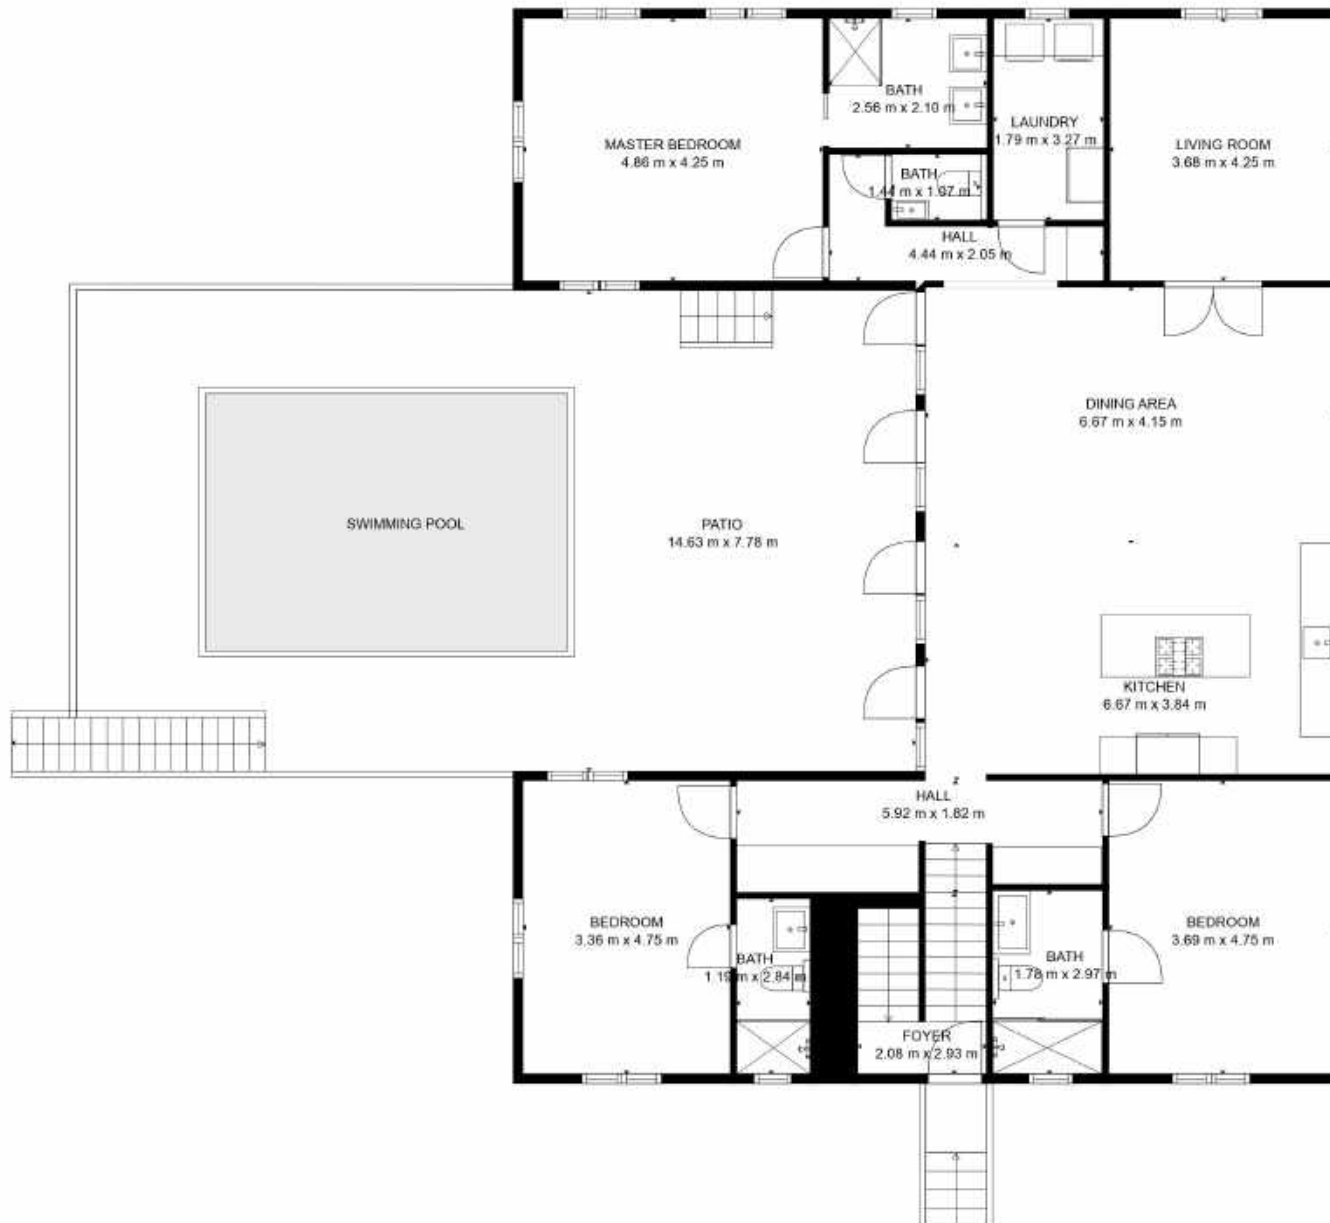 MASTER BEDROOM
4.86 m x 4.25 m
BATH
2.56 m x 2.10 m
LAUNDRY
1.79 m x 3.27 m
LIVING ROOM
3.68 m x 4.25 m
BATH
1.44 m x 1.07 m
HALL
4.44 m x 2.05 m
DINING AREA
6.67 m x 4.15 m
SWIMMING POOL
PATIO
14.63 m x 7.78 m
KITCHEN
6.67 m x 3.84 m
HALL
5.92 m x 1.82 m
BEDROOM
3.36 m x 4.75 m
BATH
1.19 m x 2.84 m
BATH
1.78 m x 2.97 m
BEDROOM
3.69 m x 4.75 m
FOYER
2.08 m x 2.93 m